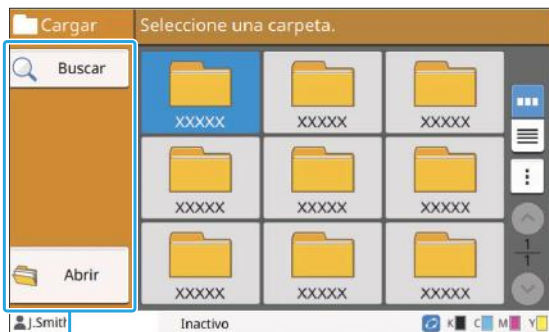 Cargar
Seleccione una carpeta.
Buscar
XXXXX XXXXX XXXXX
XXXXX XXXXX XXXXX
1
1
Abrir
XXXXX XXXXX XXXXX
J.Smith
Inactivo
K C M Y